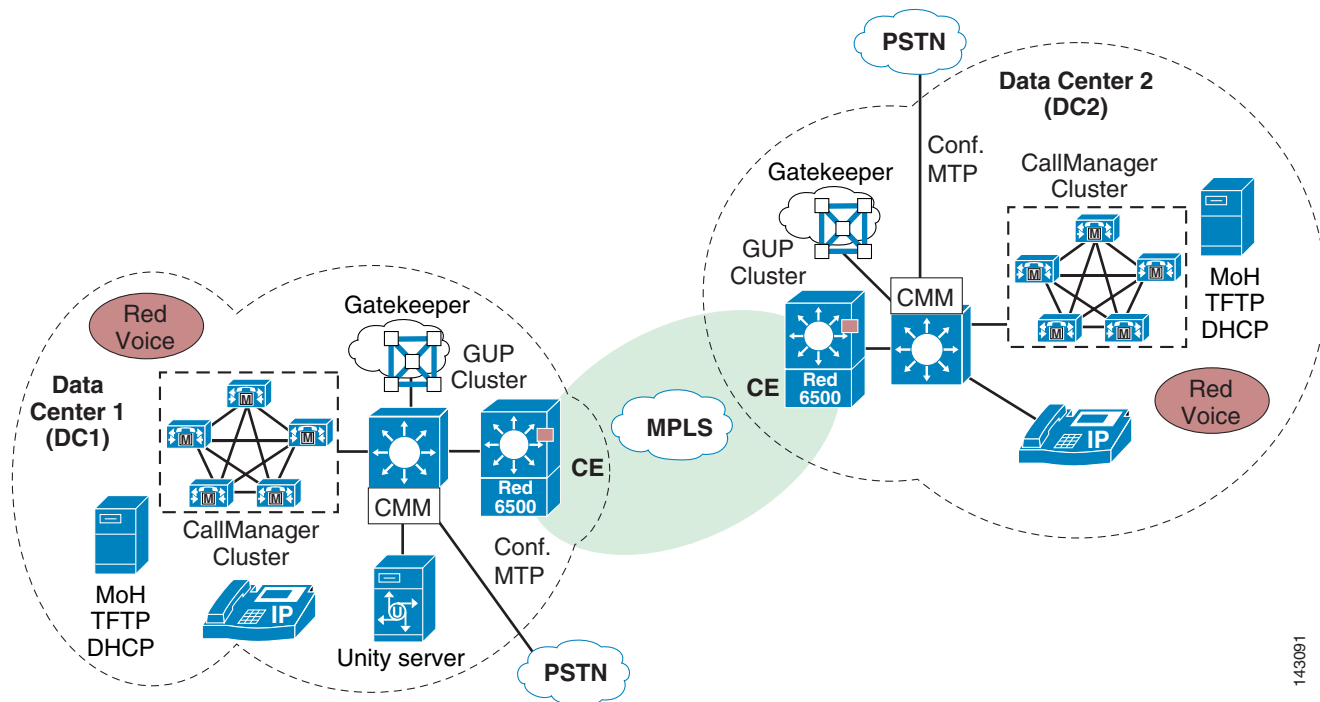 PSTN
Data Center 2
(DC2)
Conf.
MTP
CallManager
Cluster
Gatekeeper
M
M
M
M
M
GUP
Cluster
CMM
MoH
TFTP
DHCP
CE
Red
6500
IP
Red
Voice
MPLS
Red
Voice
Gatekeeper
GUP
Cluster
Data
Center 1
(DC1)
M
M
M
M
M
CE
Red
6500
CMM
CallManager
Cluster
Conf.
MTP
MoH
TFTP
DHCP
IP
U
Unity server
PSTN
143091